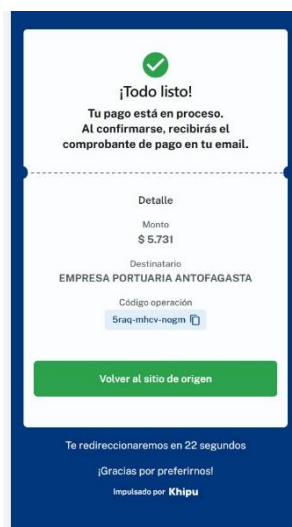 ¡Todo listo!
Tu pago está en proceso.
Al confirmarse, recibirás el
comprobante de pago en tu email.
Detalle
Monto
$ 5.731
Destinatario
EMPRESA PORTUARIA ANTOFAGASTA
Código operación
5raq-mhcv-nogm
Volver al sitio de origen
Te redireccionaremos en 22 segundos
¡Gracias por preferirnos!
Impulsado por Khipu